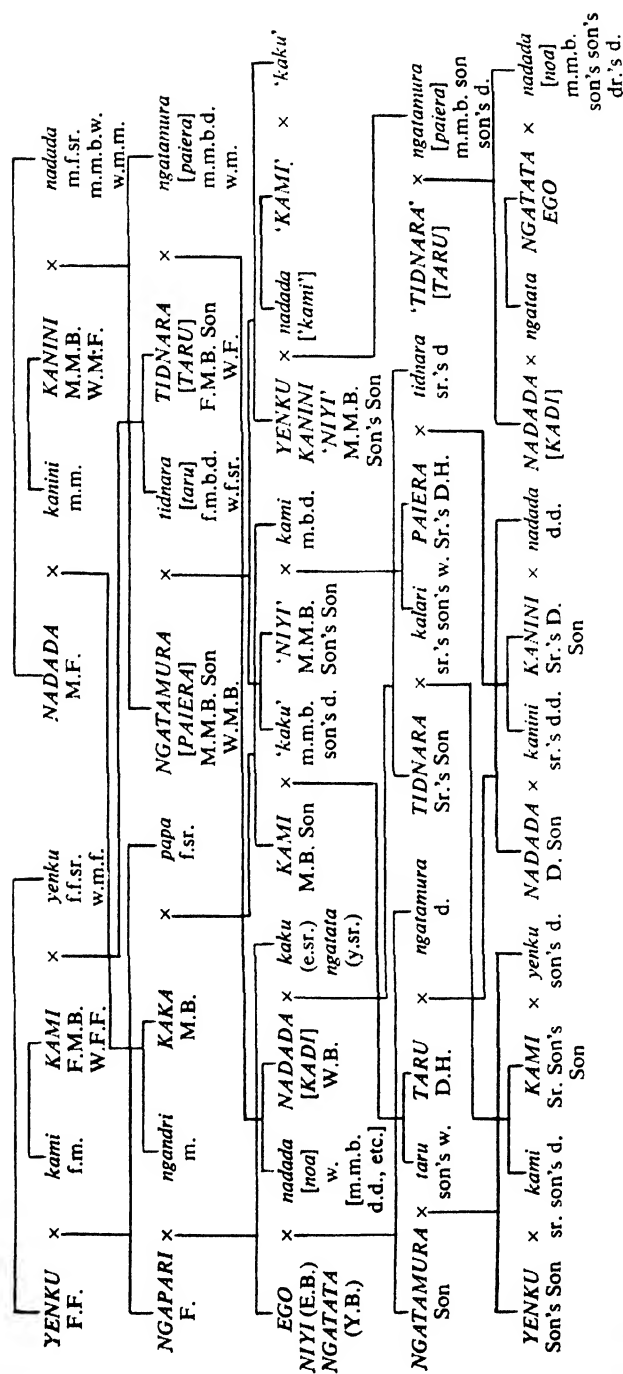 YENKU × kami KAMI × yenku NADADA × kanini KANINI × nadada
F.F. f.m. F.M.B. f.f.sr. M.F. m.m. M.M.B. m.f.sr.
W.F.F. w.m.f. W.M.F. m.m.b.w.
w.m.m.
NGAPARI × ngandri KAKA × papa NGATAMURA × tidnara TIDNARA × ngatamura
F. m. M.B. f.sr. [PAIERA] [taru] [TARU] [paiera]
M.M.B. Son f.m.b.d. F.M.B. Son m.m.b.d.
W.M.B. w.f.sr. W.F. w.m.
EGO × nadada NADADA × kaku KAMI × 'kaku' 'NIYI' × kami YENKU × nadada 'KAMI' × 'kaku'
NIYI (E.B.) [noa] [KADI] (e.sr.) M.B. Son m.m.b. M.M.B. m.b.d. KANINI ['kami']
NGATATA w. W.B. ngatata son's d. Son's Son 'NIYI'
(Y.B.) [m.m.b. (y.sr.) M.M.B.
d.d., etc.] Son's Son
NGATAMURA × taru TARU × ngatamura TIDNARA × kalari PAIERA × tidnara 'TIDNARA' × ngatamura
Son son's w. D.H. d. Sr.'s Son sr.'s son's w. Sr.'s D.H. sr.'s d [TARU] [paiera]
m.m.b. son
son's d.
YENKU × kami KAMI × yenku NADADA × kanini KANINI × nadada NADADA × ngatata NGATATA × nadada
Son's Son sr. son's d. Sr. Son's son's d. D. Son sr.'s d.d. Sr.'s D. d.d. [KADI] EGO [noa]
Son Son m.m.b.
son's son's
dr.'s d.